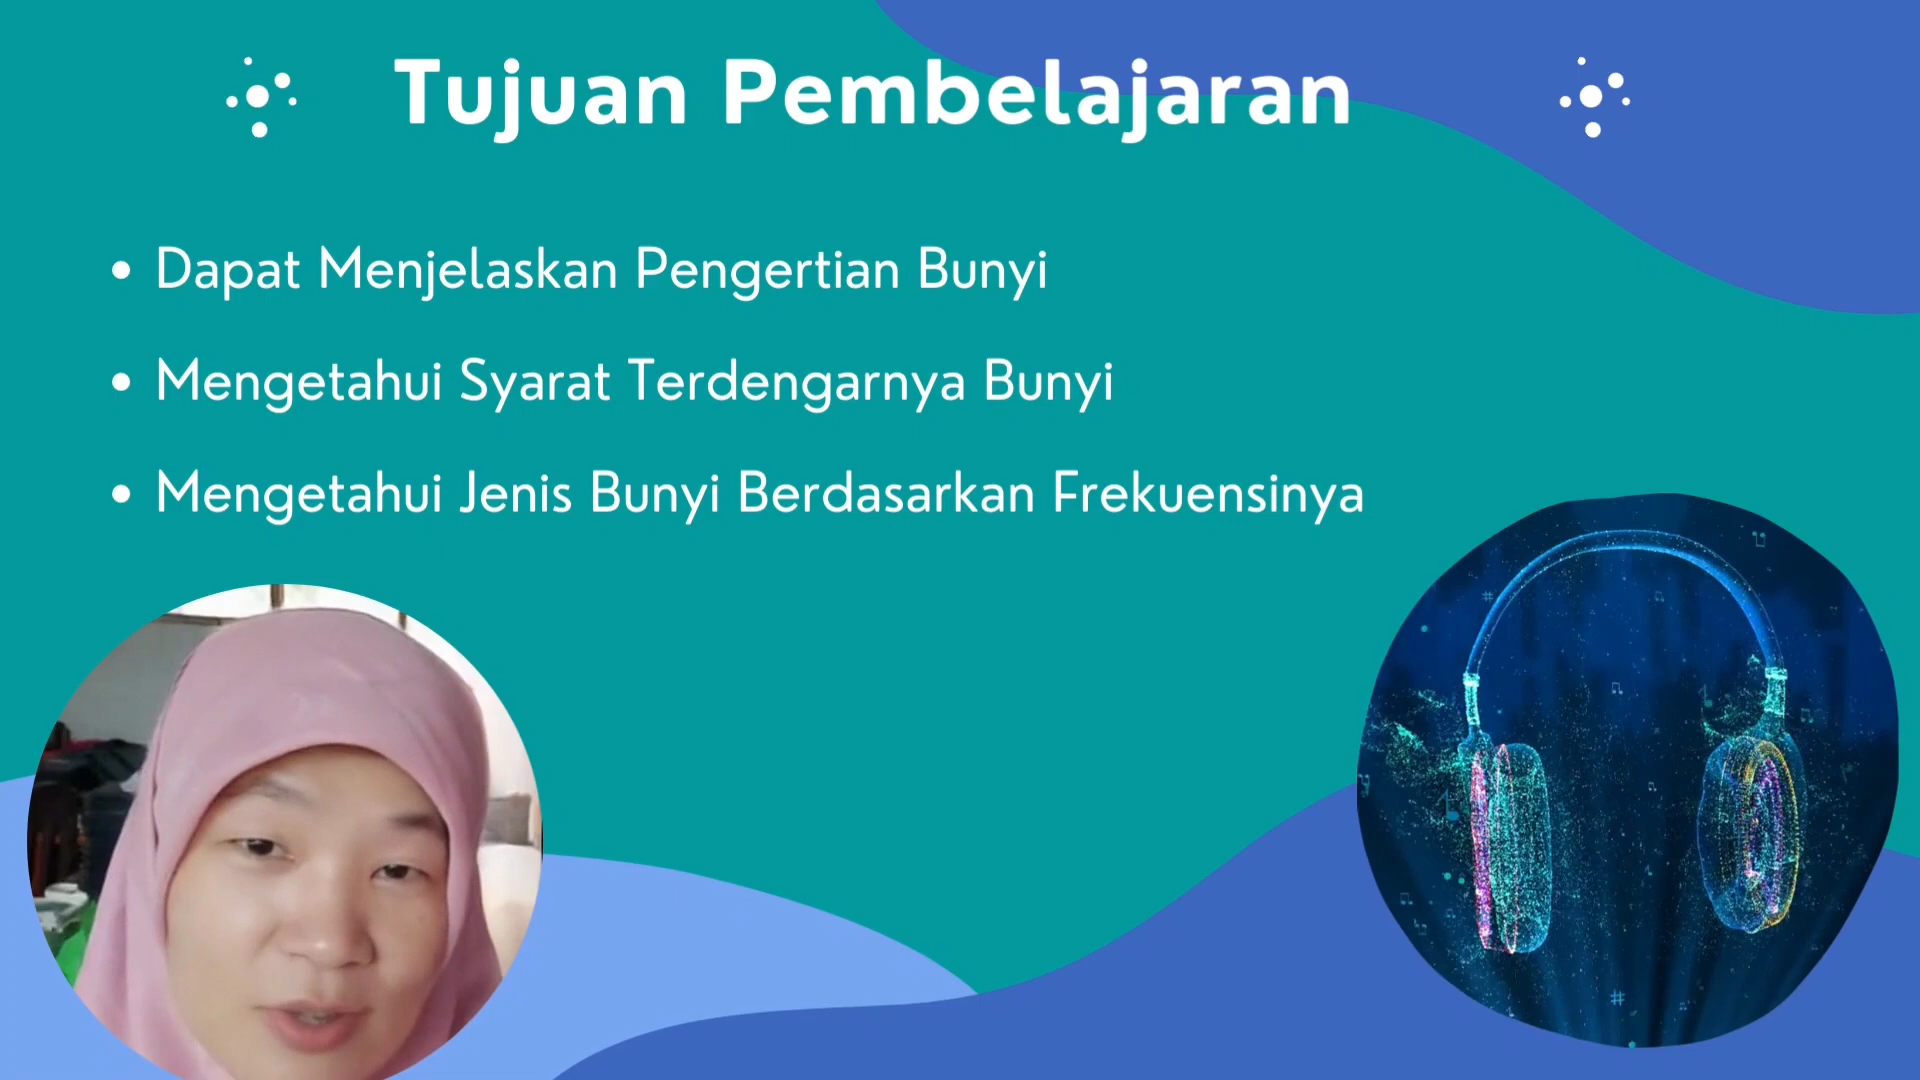 Tujuan Pembelajaran
• Dapat Menjelaskan Pengertian Bunyi
• Mengetahui Syarat Terdengarnya Bunyi
• Mengetahui Jenis Bunyi Berdasarkan Frekuensinya